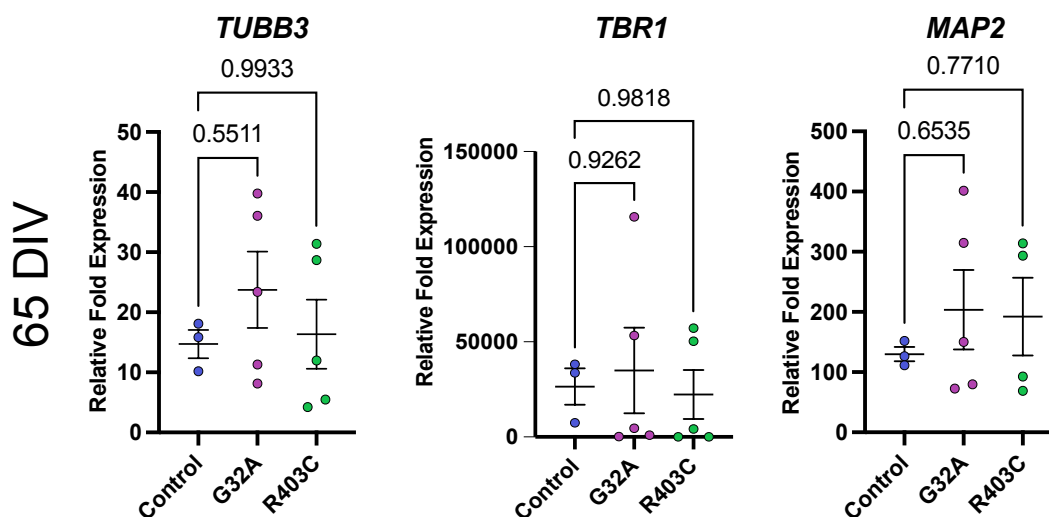 65 DIV
TUBB3
0.9933
0.5511
Relative Fold Expression
50
40
30
20
10
0
Control
G32A
R403C
TBR1
0.9818
0.9262
Relative Fold Expression
150000
100000
50000
0
Control
G32A
R403C
MAP2
0.7710
0.6535
Relative Fold Expression
500
400
300
200
100
0
Control
G32A
R403C